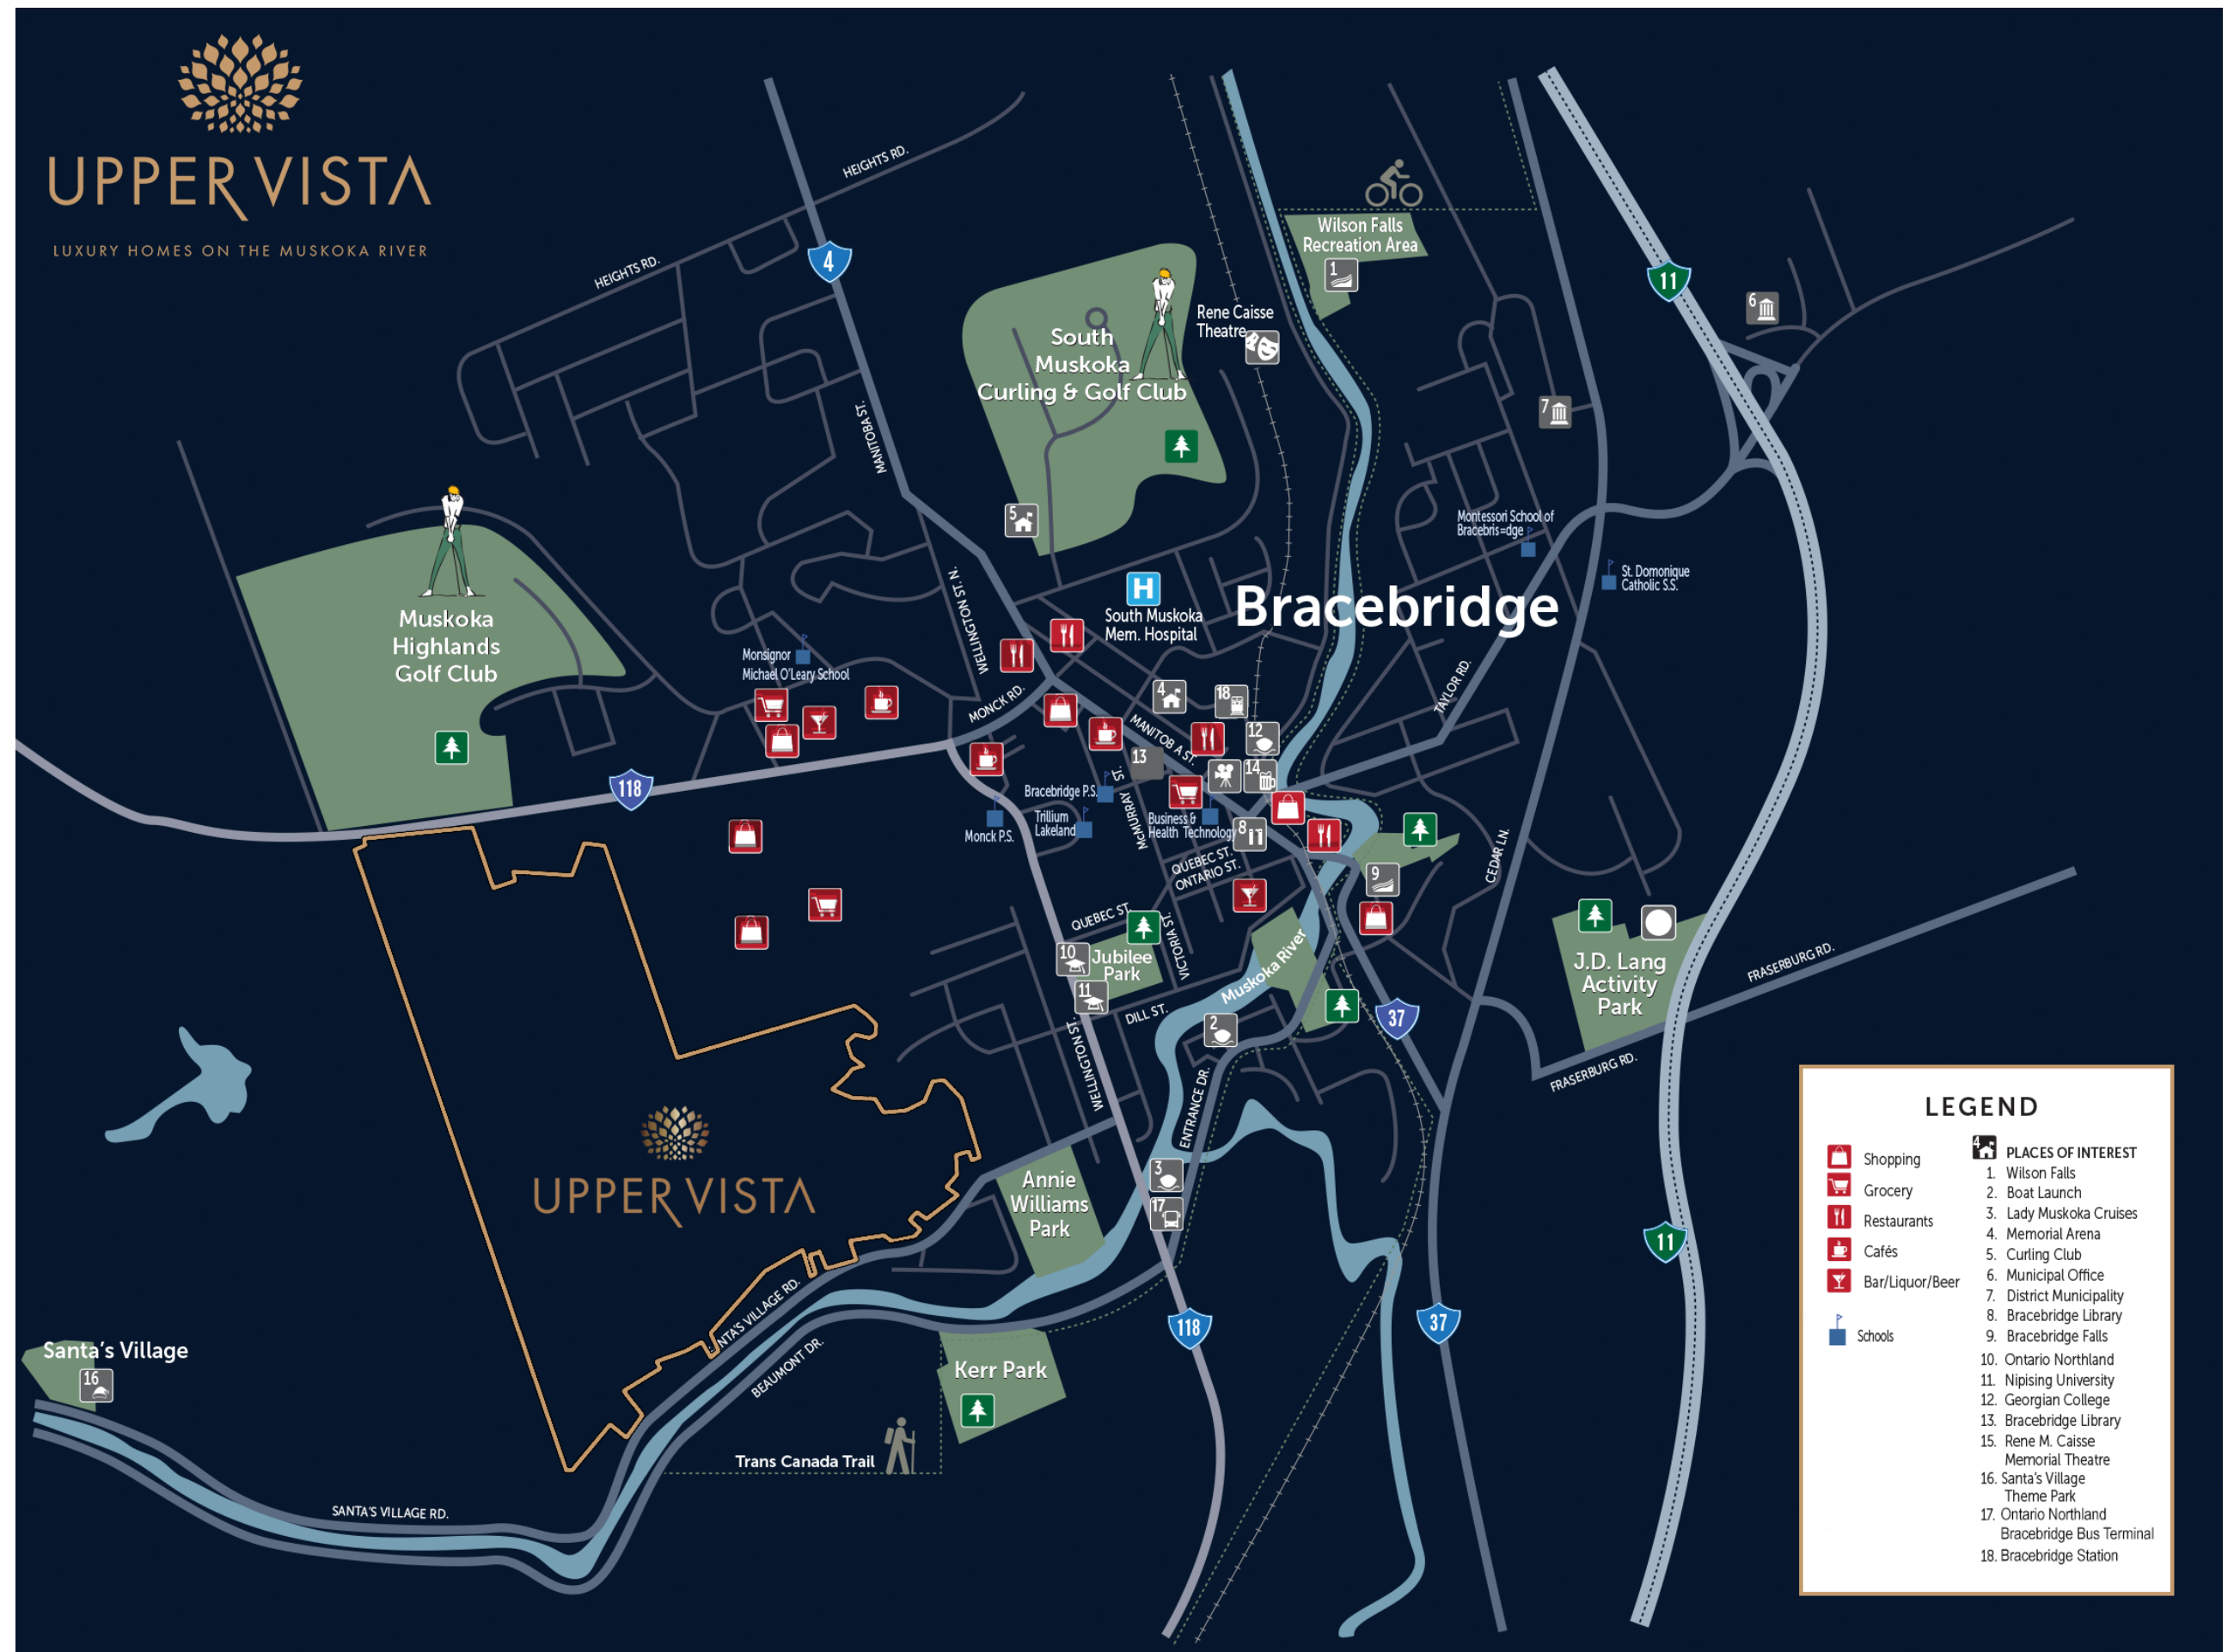 UPPER VISTA
LUXURY HOMES ON THE MUSKOKA RIVER
HEIGHTS RD.
HEIGHTS RD.
4
MANITOBA ST.
South
Muskoka
Curling & Golf Club
Rene Caisse
Theatre
Wilson Falls
Recreation Area
1
11
6
7
5
Muskoka
Highlands
Golf Club
Montessori School of
Bracebris=dge
St. Domonique
Catholic S.S.
H
South Muskoka
Mem. Hospital
Bracebridge
WELLINGTON ST. N.
Monsignor
Michael O'Leary School
MONCK RD.
4
18
MANITOB A ST.
12
13
14
TAYLOR RD.
118
Bracebridge P.S.
MCMURRAY ST.
Trillium
Lakeland
Monck P.S.
Business &
Health Technology
8
QUEBEC ST.
ONTARIO ST.
9
CEDAR LN.
QUEBEC ST.
VICTORIA ST.
10
Jubilee
Park
11
DILL ST.
Muskoka River
2
37
J.D. Lang
Activity
Park
FRASERBURG RD.
FRASERBURG RD.
WELLINGTON ST.
ENTRANCE DR.
UPPER VISTA
Annie
Williams
Park
3
17
11
118
37
NTA'S VILLAGE RD.
BEAUMONT DR.
Kerr Park
Santa's Village
16
Trans Canada Trail
SANTA'S VILLAGE RD.
LEGEND
Shopping
Grocery
Restaurants
Cafés
Bar/Liquor/Beer
Schools
4
PLACES OF INTEREST
1. Wilson Falls
2. Boat Launch
3. Lady Muskoka Cruises
4. Memorial Arena
5. Curling Club
6. Municipal Office
7. District Municipality
8. Bracebridge Library
9. Bracebridge Falls
10. Ontario Northland
11. Nipising University
12. Georgian College
13. Bracebridge Library
15. Rene M. Caisse
Memorial Theatre
16. Santa's Village
Theme Park
17. Ontario Northland
Bracebridge Bus Terminal
18. Bracebridge Station